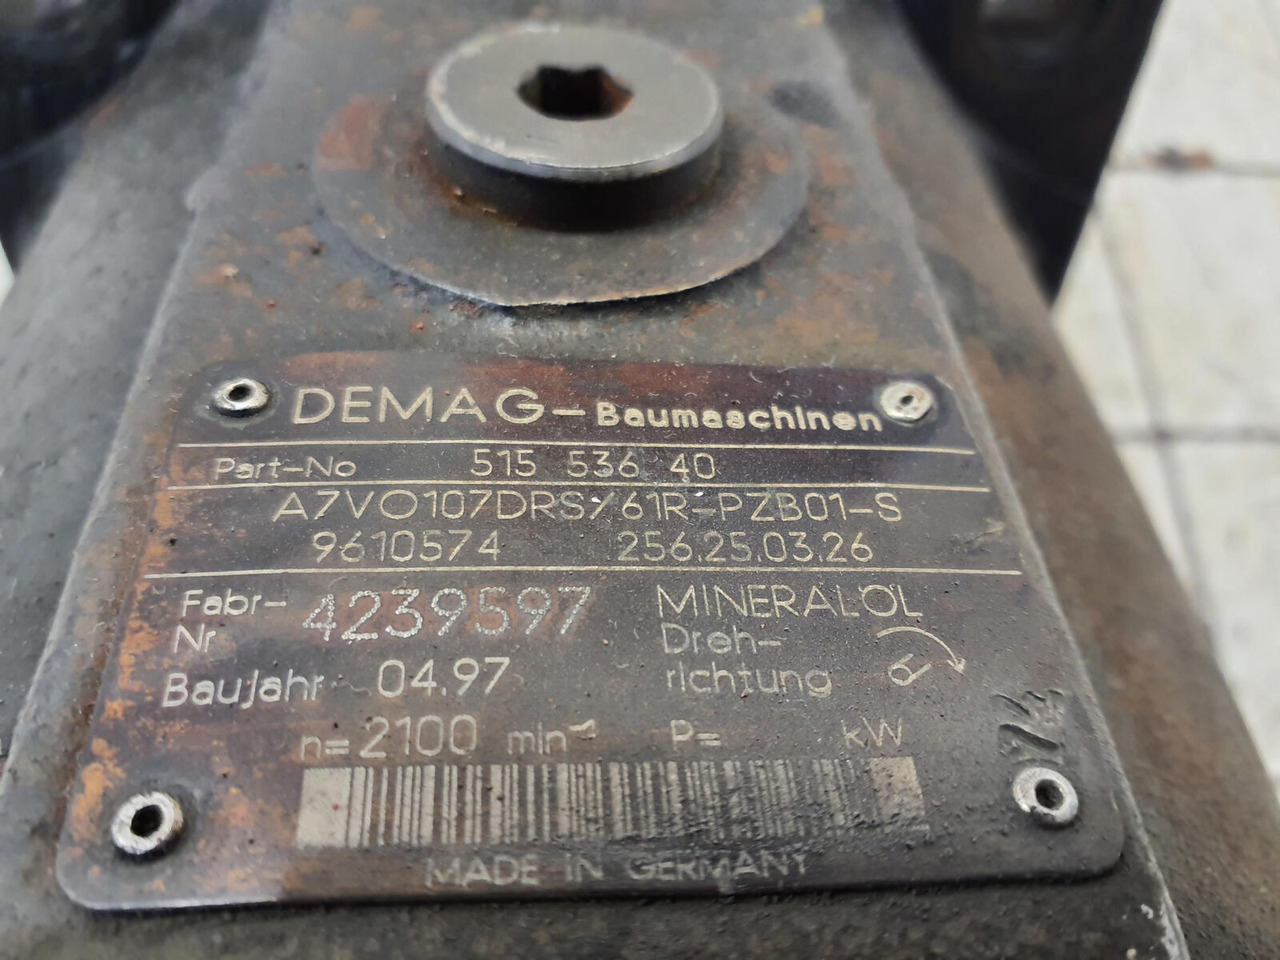 DEMAG-Baumaschinen
Part-No 515 536 40
A7VO107DRS/61R-PZB01-S
9610574 256.25.03.26
Fabr-Nr 4239597 MINERALÖL
Baujahr 04.97 Dreh-richtung
n= 2100 min⁻¹ P= kW
MADE IN GERMANY